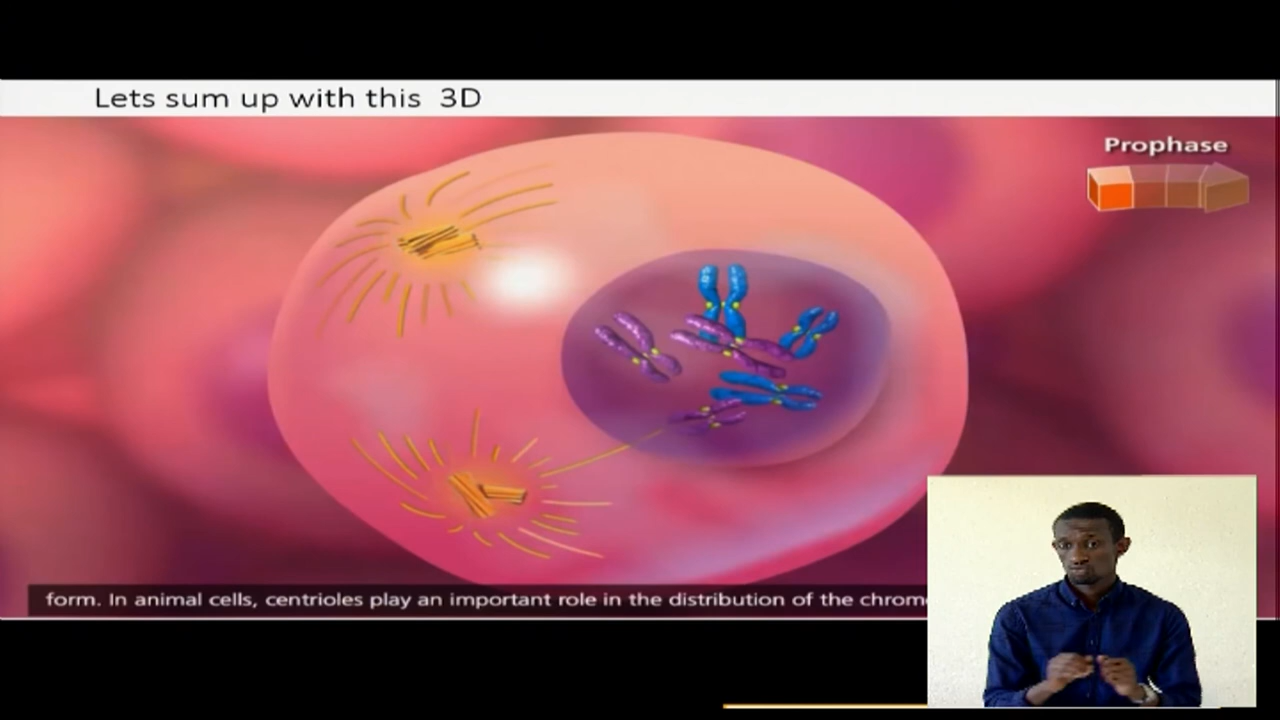 Lets sum up with this 3D
Prophase
form. In animal cells, centrioles play an important role in the distribution of the